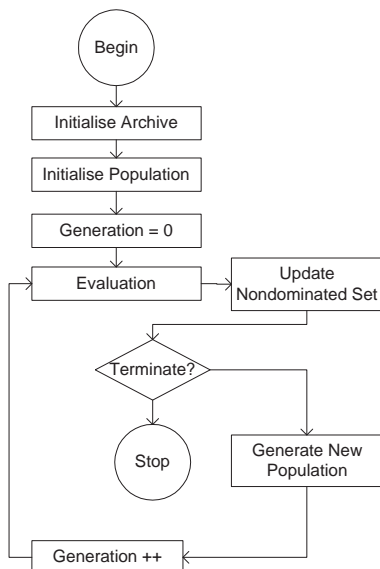 Begin
Initialise Archive
Initialise Population
Generation = 0
Evaluation
Update
Nondominated Set
Terminate?
Stop
Generate New
Population
Generation ++